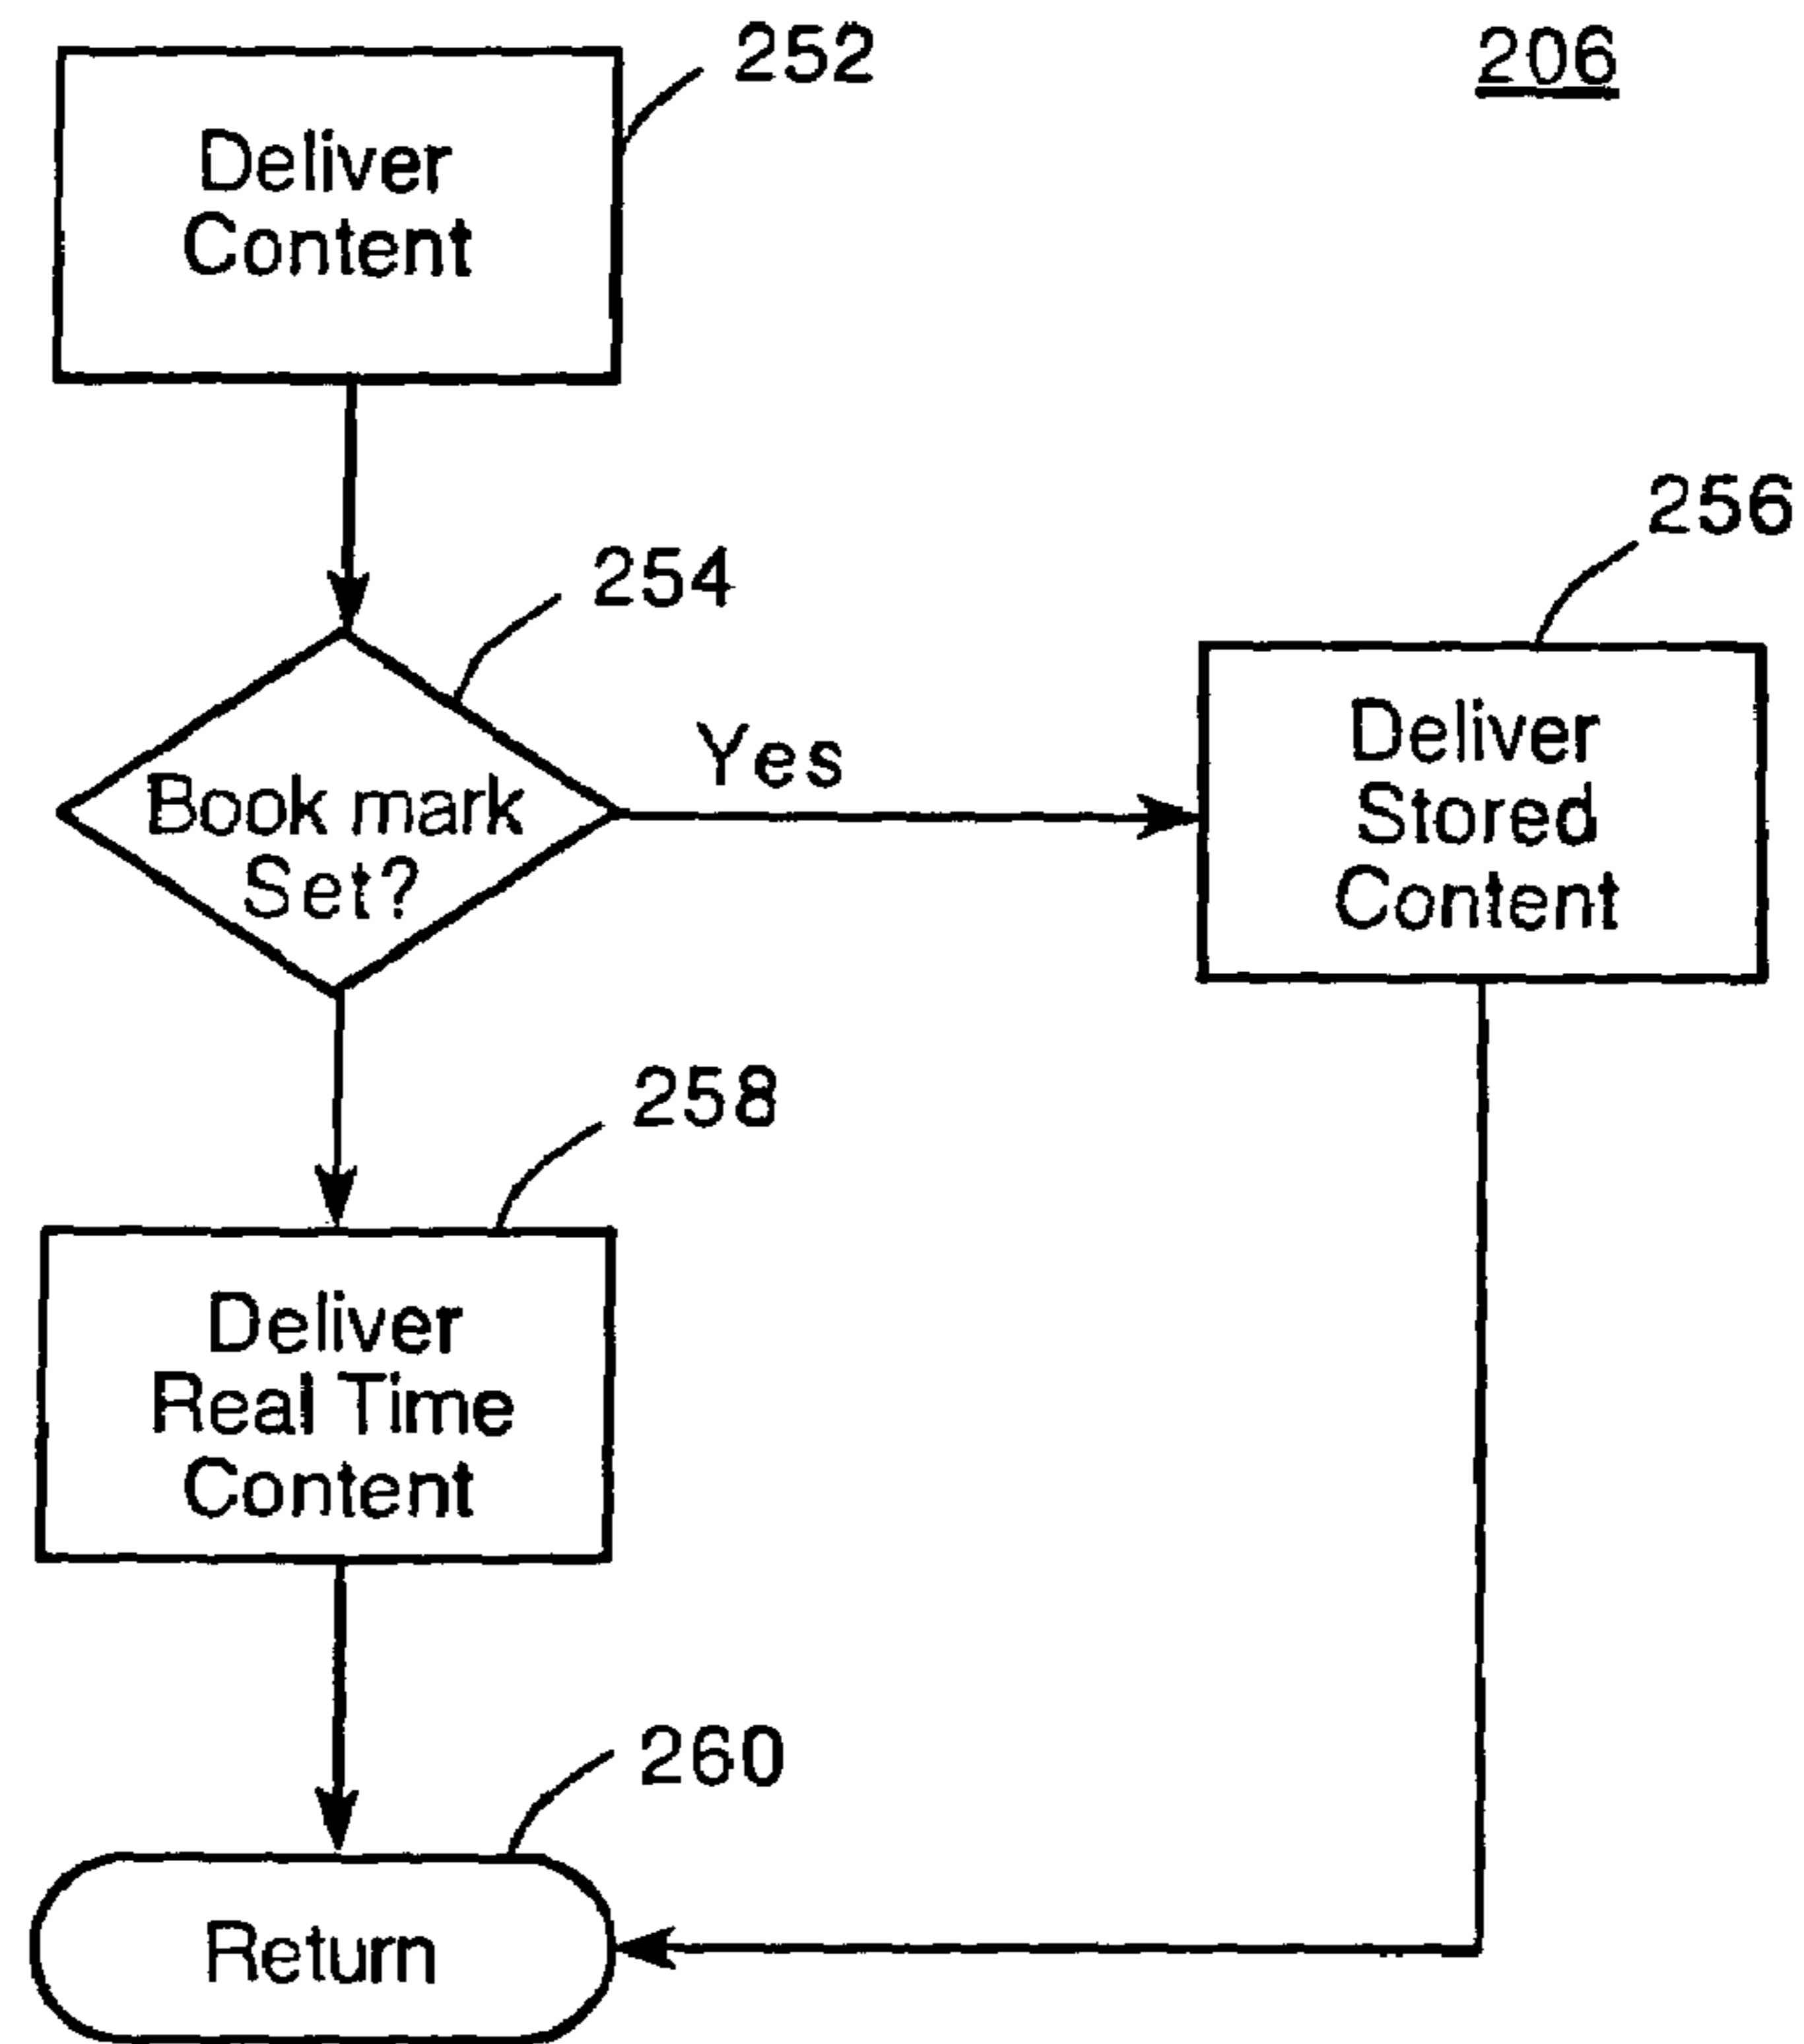 252
206
Deliver
Content
254
256
Yes
Book mark
Set?
Deliver
Stored
Content
258
Deliver
Real Time
Content
260
Return